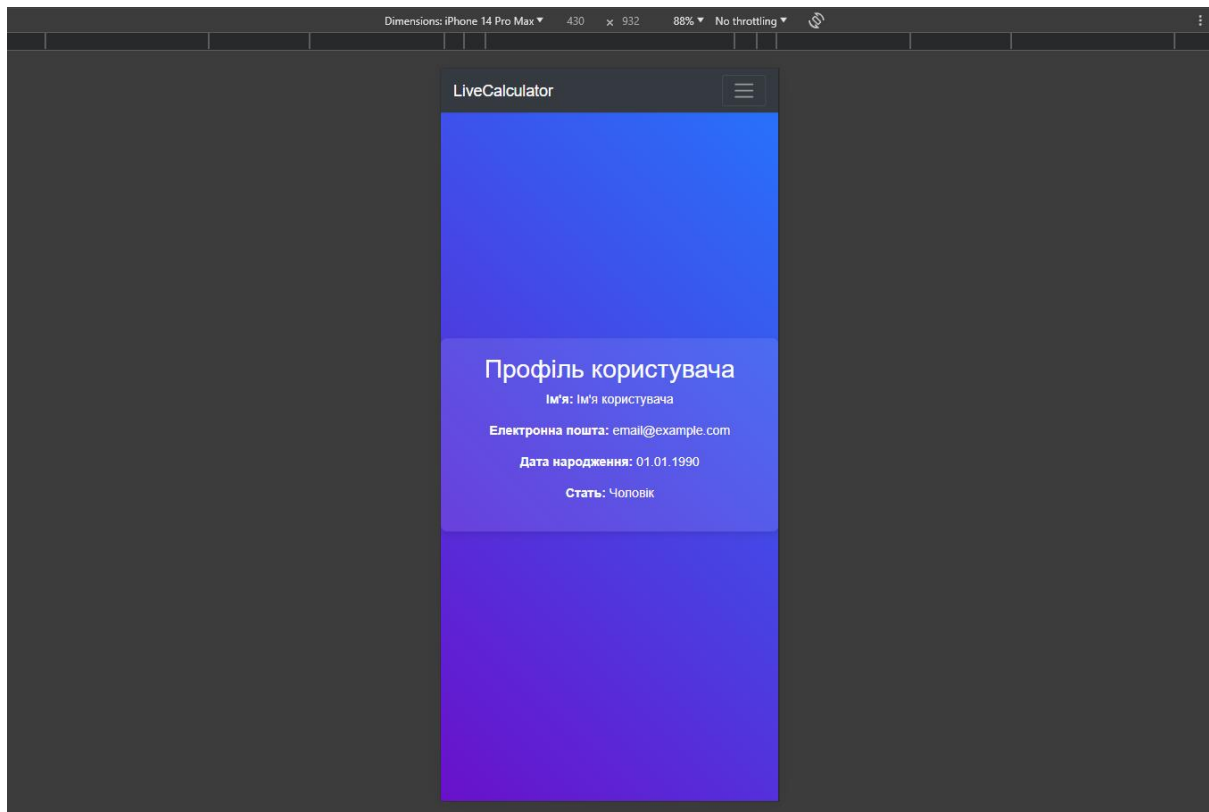 Dimensions: iPhone 14 Pro Max ▼ 430 x 932 88% ▼ No throttling ▼
LiveCalculator
Профіль користувача
Ім'я: Ім'я користувача
Електронна пошта: email@example.com
Дата народження: 01.01.1990
Стать: Чоловік